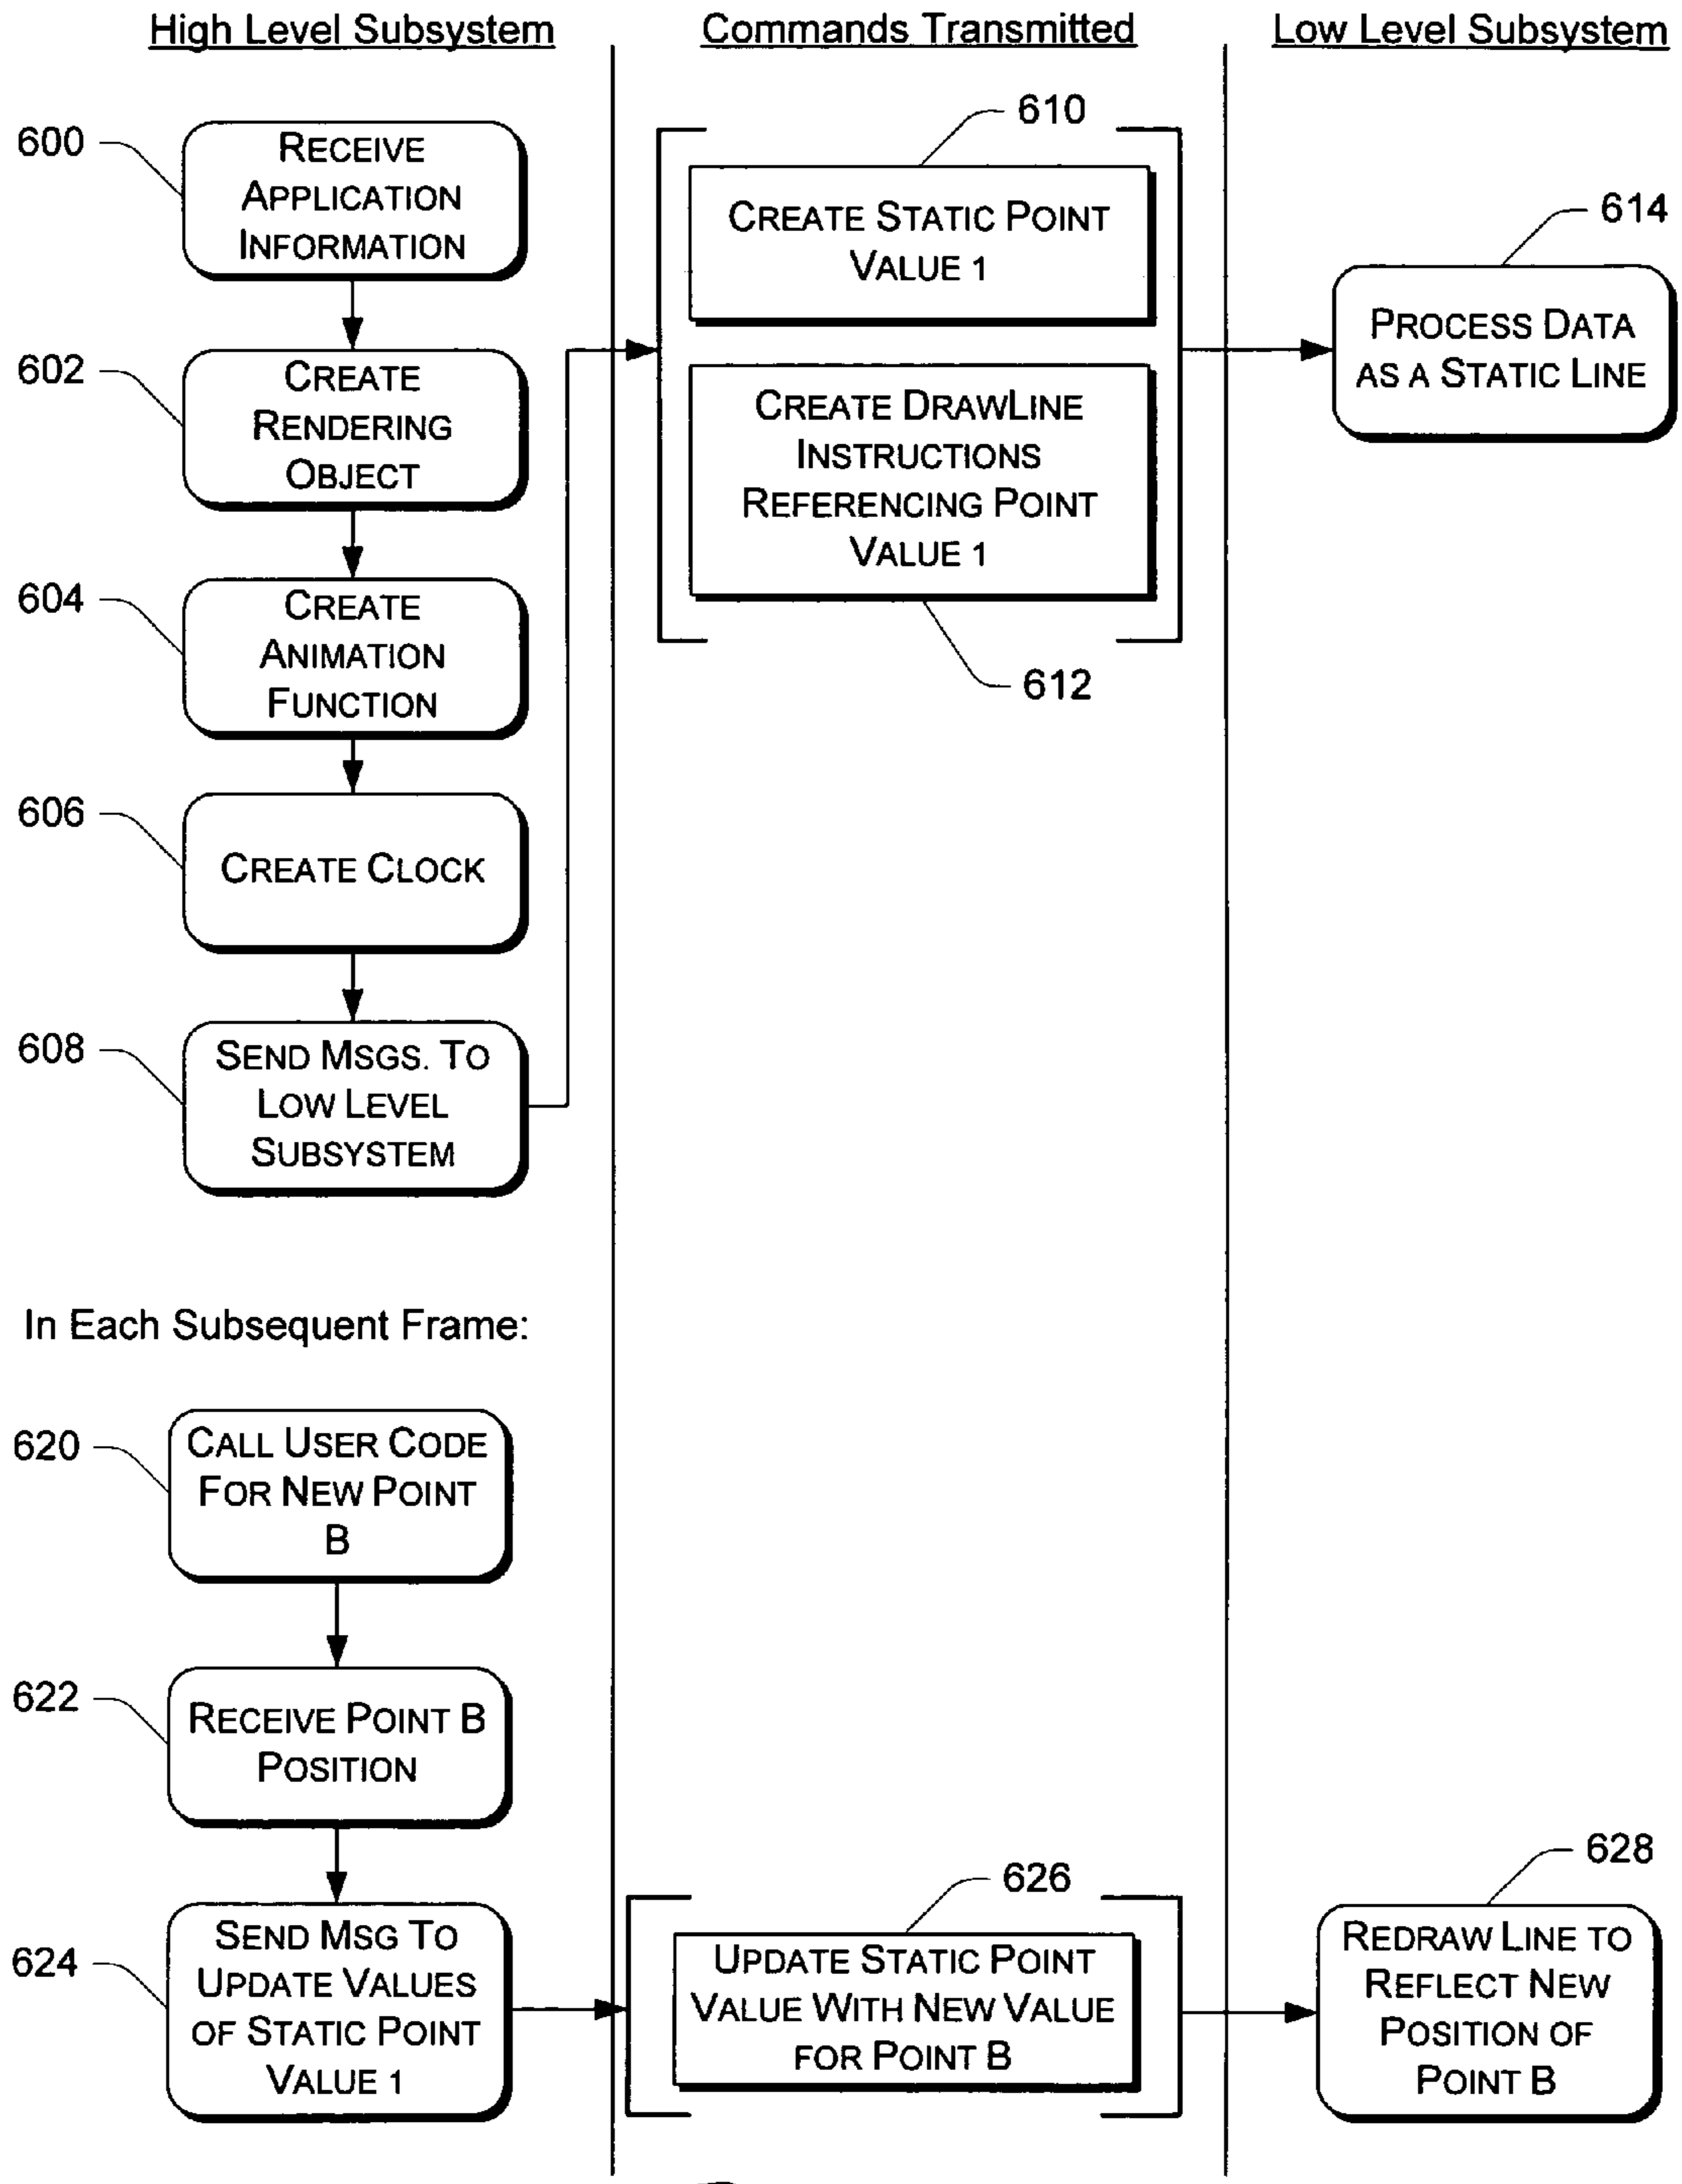 High Level Subsystem
Commands Transmitted
Low Level Subsystem
600
RECEIVE
APPLICATION
INFORMATION
602
CREATE
RENDERING
OBJECT
604
CREATE
ANIMATION
FUNCTION
606
CREATE CLOCK
608
SEND MSGS. TO
LOW LEVEL
SUBSYSTEM
610
CREATE STATIC POINT
VALUE 1
CREATE DRAWLINE
INSTRUCTIONS
REFERENCING POINT
VALUE 1
612
614
PROCESS DATA
AS A STATIC LINE
In Each Subsequent Frame:
620
CALL USER CODE
FOR NEW POINT
B
622
RECEIVE POINT B
POSITION
624
SEND MSG TO
UPDATE VALUES
OF STATIC POINT
VALUE 1
626
UPDATE STATIC POINT
VALUE WITH NEW VALUE
FOR POINT B
628
REDRAW LINE TO
REFLECT NEW
POSITION OF
POINT B